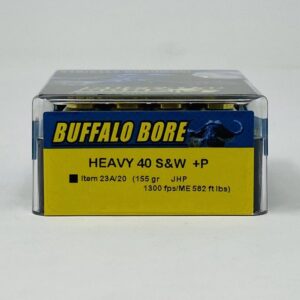 BUFFALO BORE
HEAVY 40 S&W +P
Item 23A/20 (155 gr JHP
1300 fps/ME 582 ft lbs)